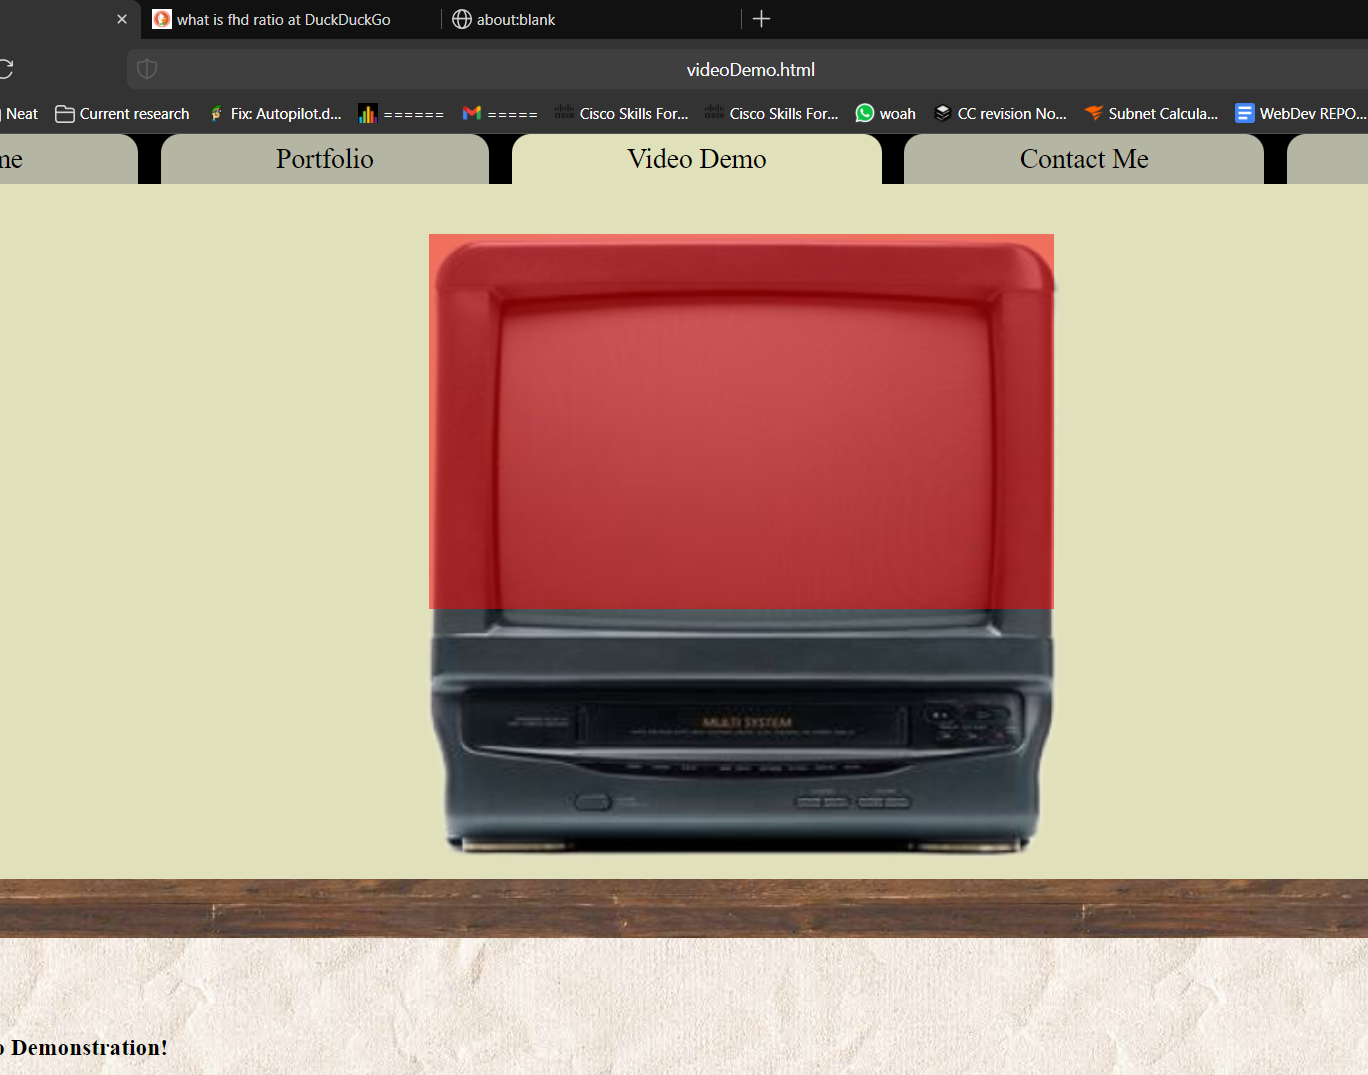 what is fhd ratio at DuckDuckGo
about:blank
videoDemo.html
Neat
Current research
Fix: Autopilot.d...
======
=====
Cisco Skills For...
Cisco Skills For...
woah
CC revision No...
Subnet Calcula...
WebDev REPO...
me
Portfolio
Video Demo
Contact Me
MULTI SYSTEM
o Demonstration!